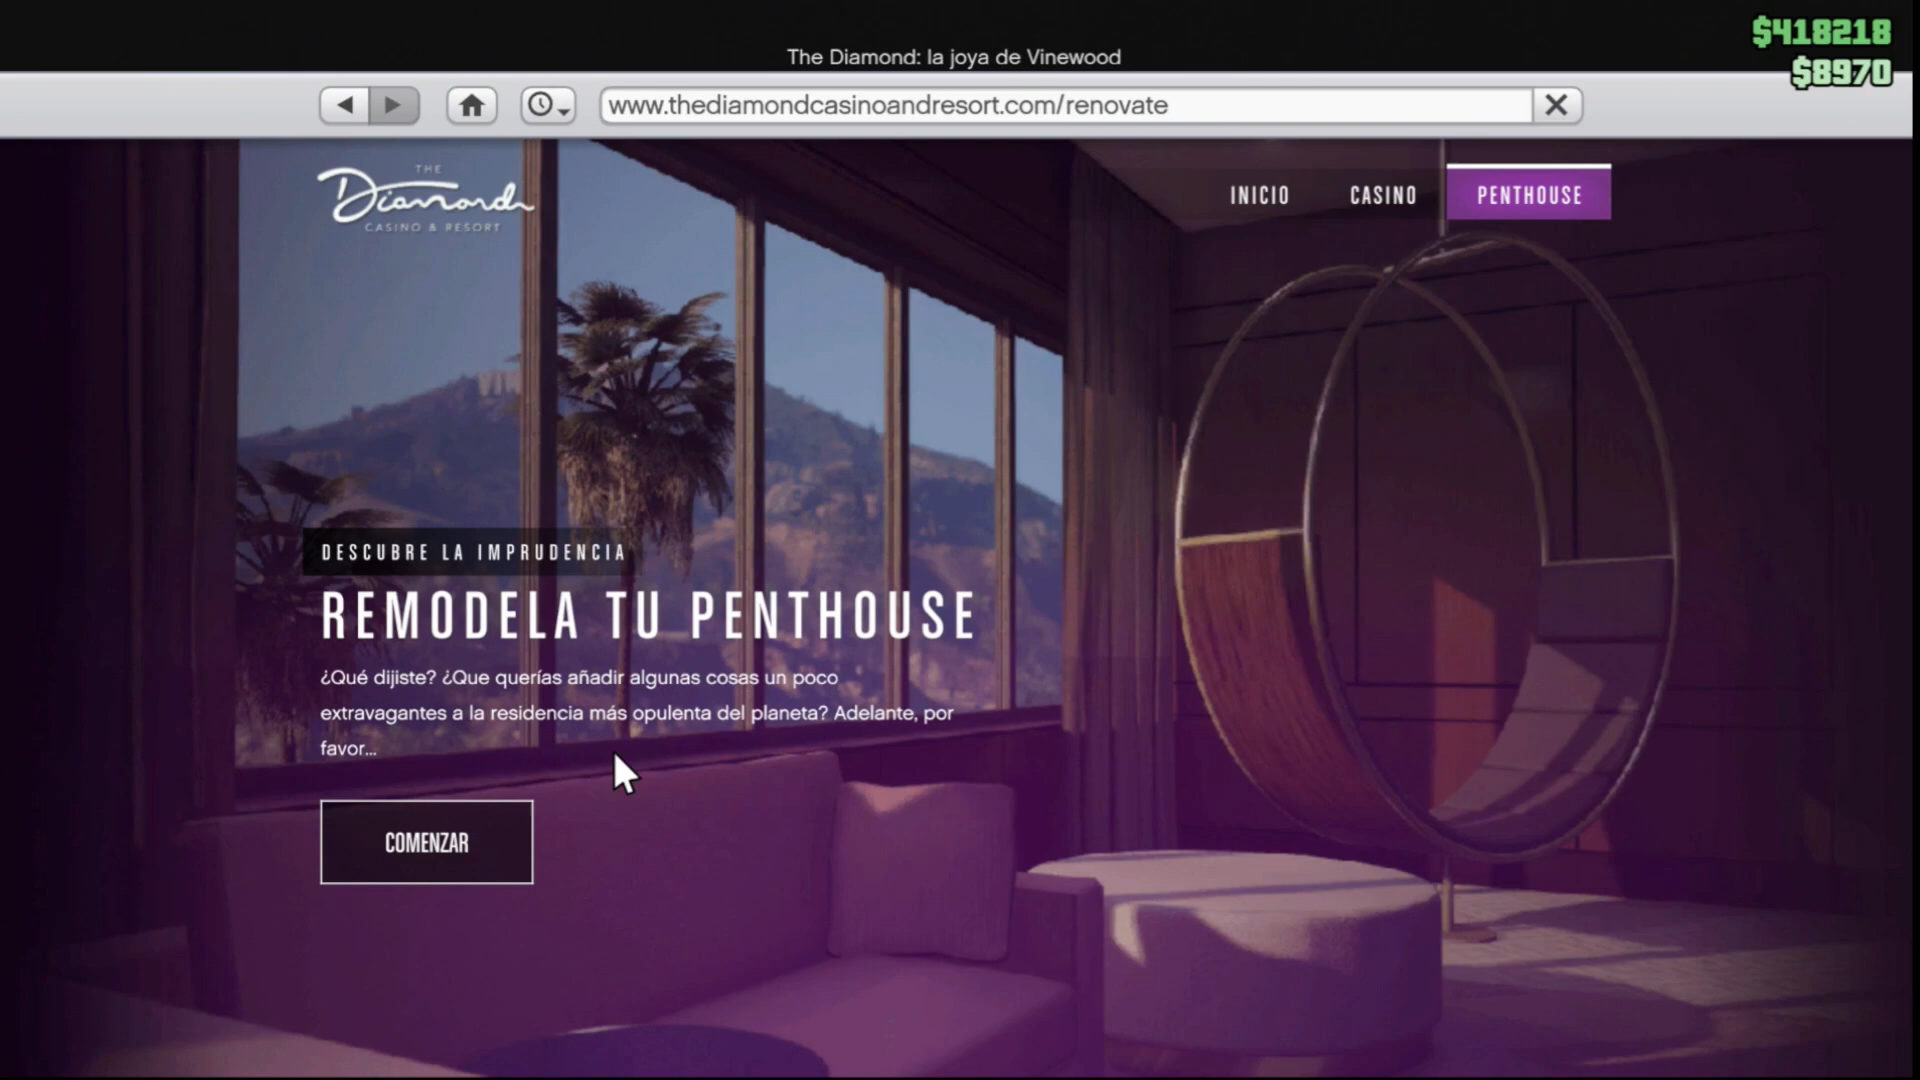 $418218
The Diamond: la joya de Vinewood
$8970
www.thediamondcasinoandresort.com/renovate
THE
Diamond
CASINO & RESORT
INICIO
CASINO
PENTHOUSE
DESCUBRE LA IMPRUDENCIA
REMODELA TU PENTHOUSE
¿Qué dijiste? ¿Que querías añadir algunas cosas un poco
extravagantes a la residencia más opulenta del planeta? Adelante, por
favor...
COMENZAR